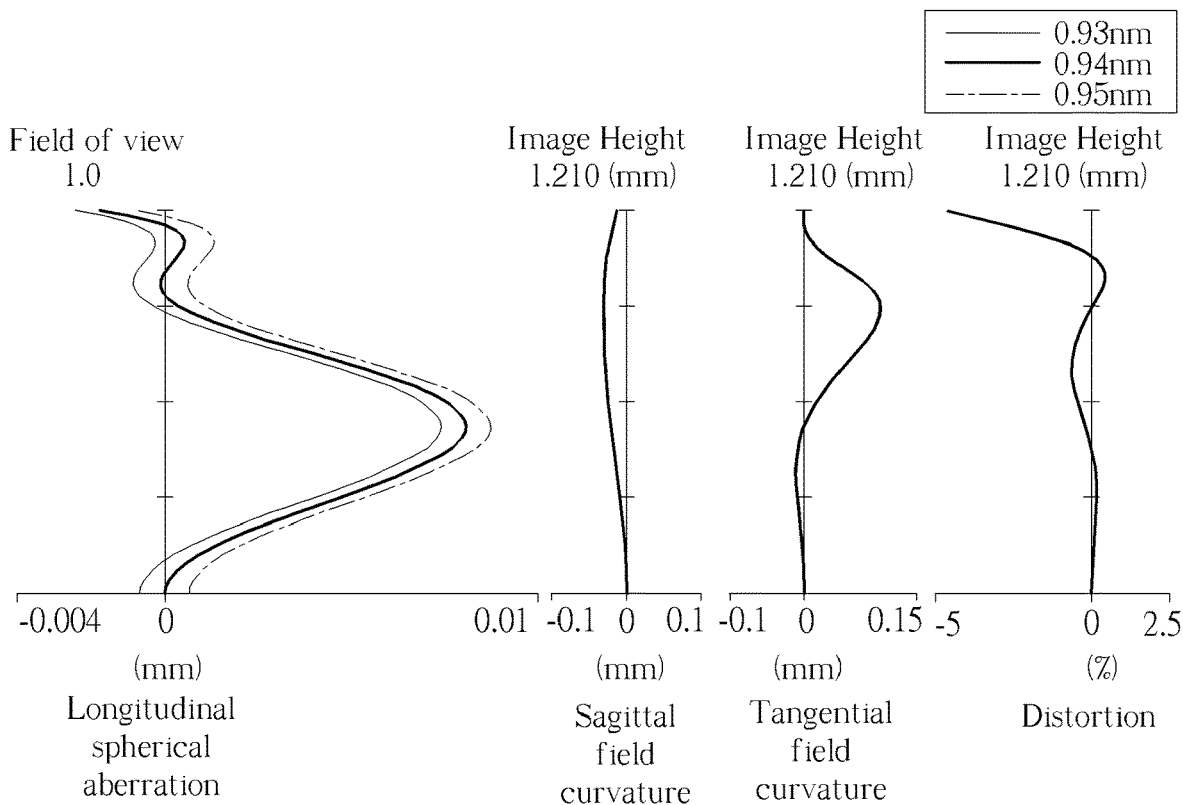 0.93nm
0.94nm
0.95nm
Field of view
1.0
Image Height
1.210 (mm)
Image Height
1.210 (mm)
Image Height
1.210 (mm)
-0.004 0 0.01
-0.1 0 0.1
-0.1 0 0.15
-5 0 2.5
(mm)
(mm)
(mm)
(%)
Longitudinal
spherical
aberration
Sagittal
field
curvature
Tangential
field
curvature
Distortion